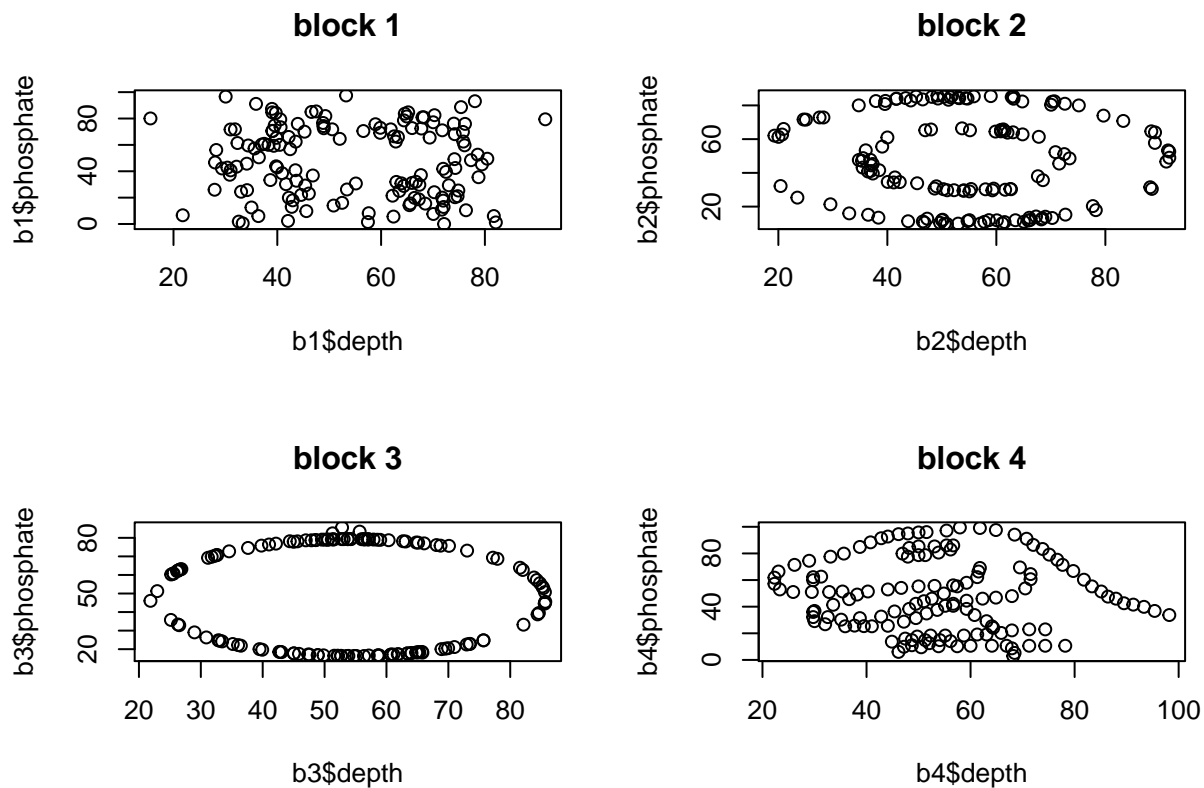 block 1
b1$phosphate
80
40
0
20 40 60 80
b1$depth
block 2
b2$phosphate
60
20
20 40 60 80
b2$depth
block 3
b3$phosphate
80
50
20
20 30 40 50 60 70 80
b3$depth
block 4
b4$phosphate
80
40
0
20 40 60 80 100
b4$depth